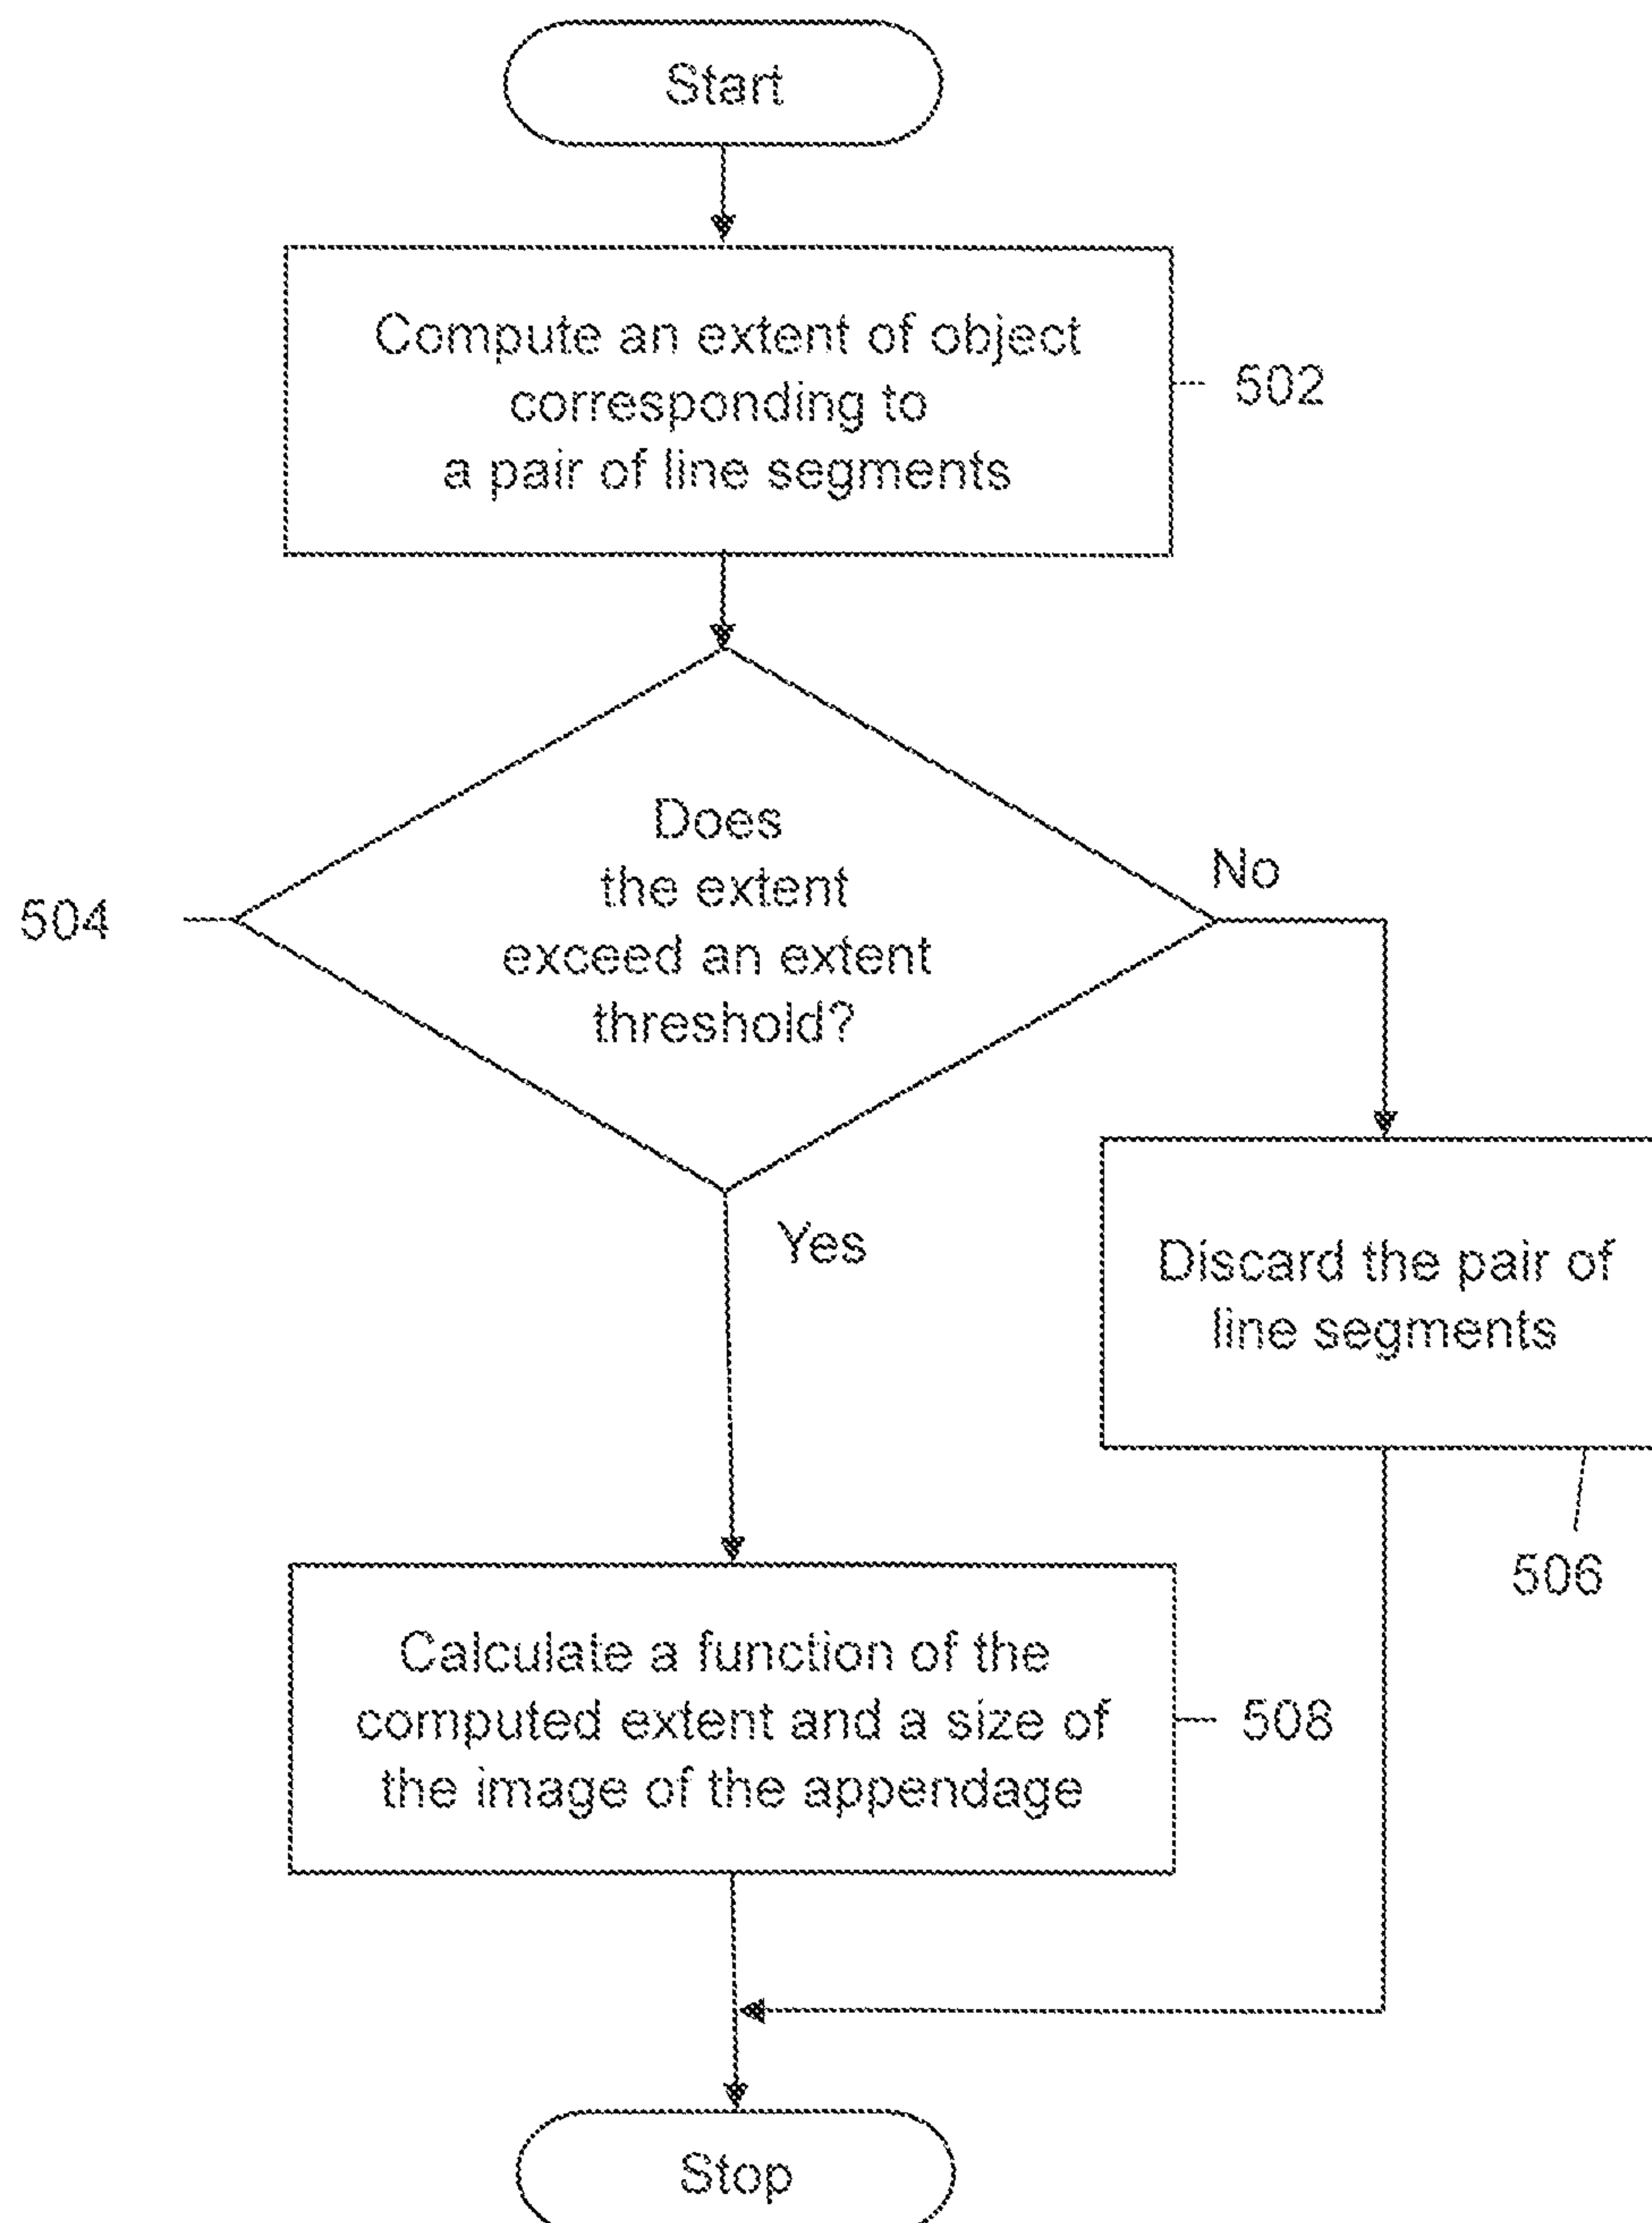 Start
Compute an extent of object
corresponding to
a pair of line segments
502
Does
the extent
exceed an extent
threshold?
504
No
Yes
Discard the pair of
line segments
506
Calculate a function of the
computed extent and a size of
the image of the appendage
508
Stop